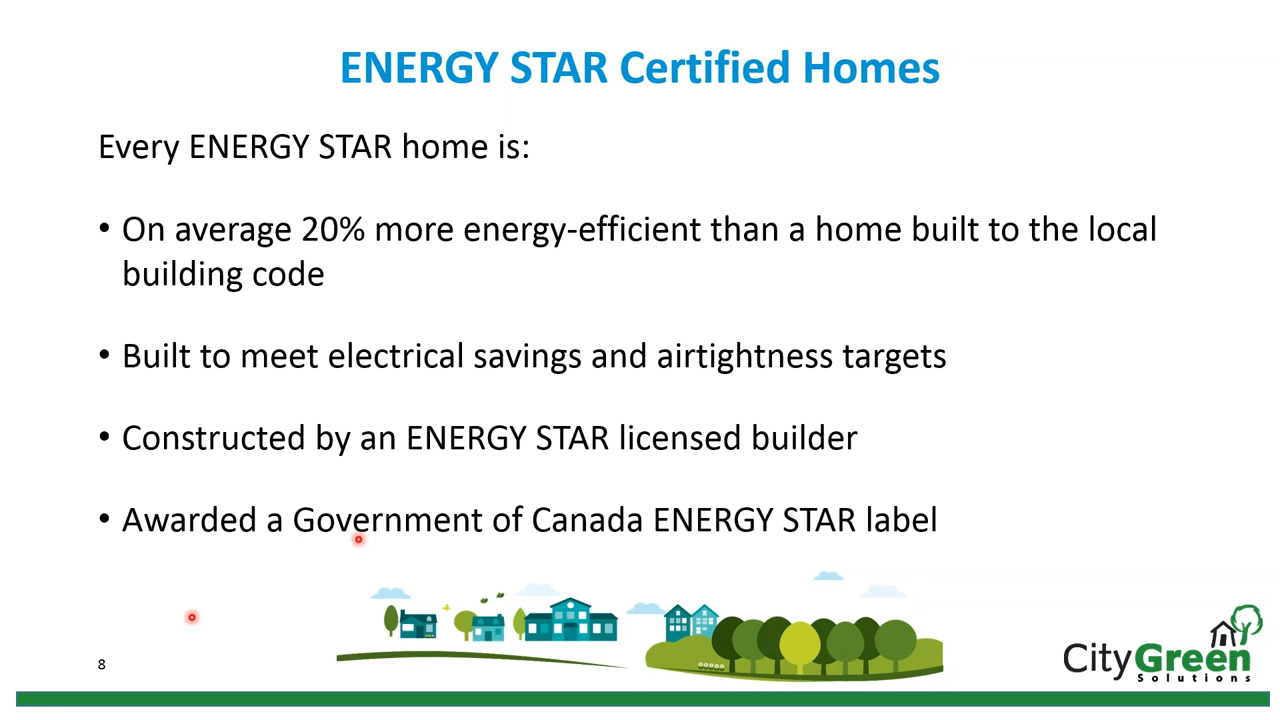 ENERGY STAR Certified Homes
Every ENERGY STAR home is:
• On average 20% more energy-efficient than a home built to the local
building code
• Built to meet electrical savings and airtightness targets
• Constructed by an ENERGY STAR licensed builder
• Awarded a Government of Canada ENERGY STAR label
8
CityGreen
Solutions